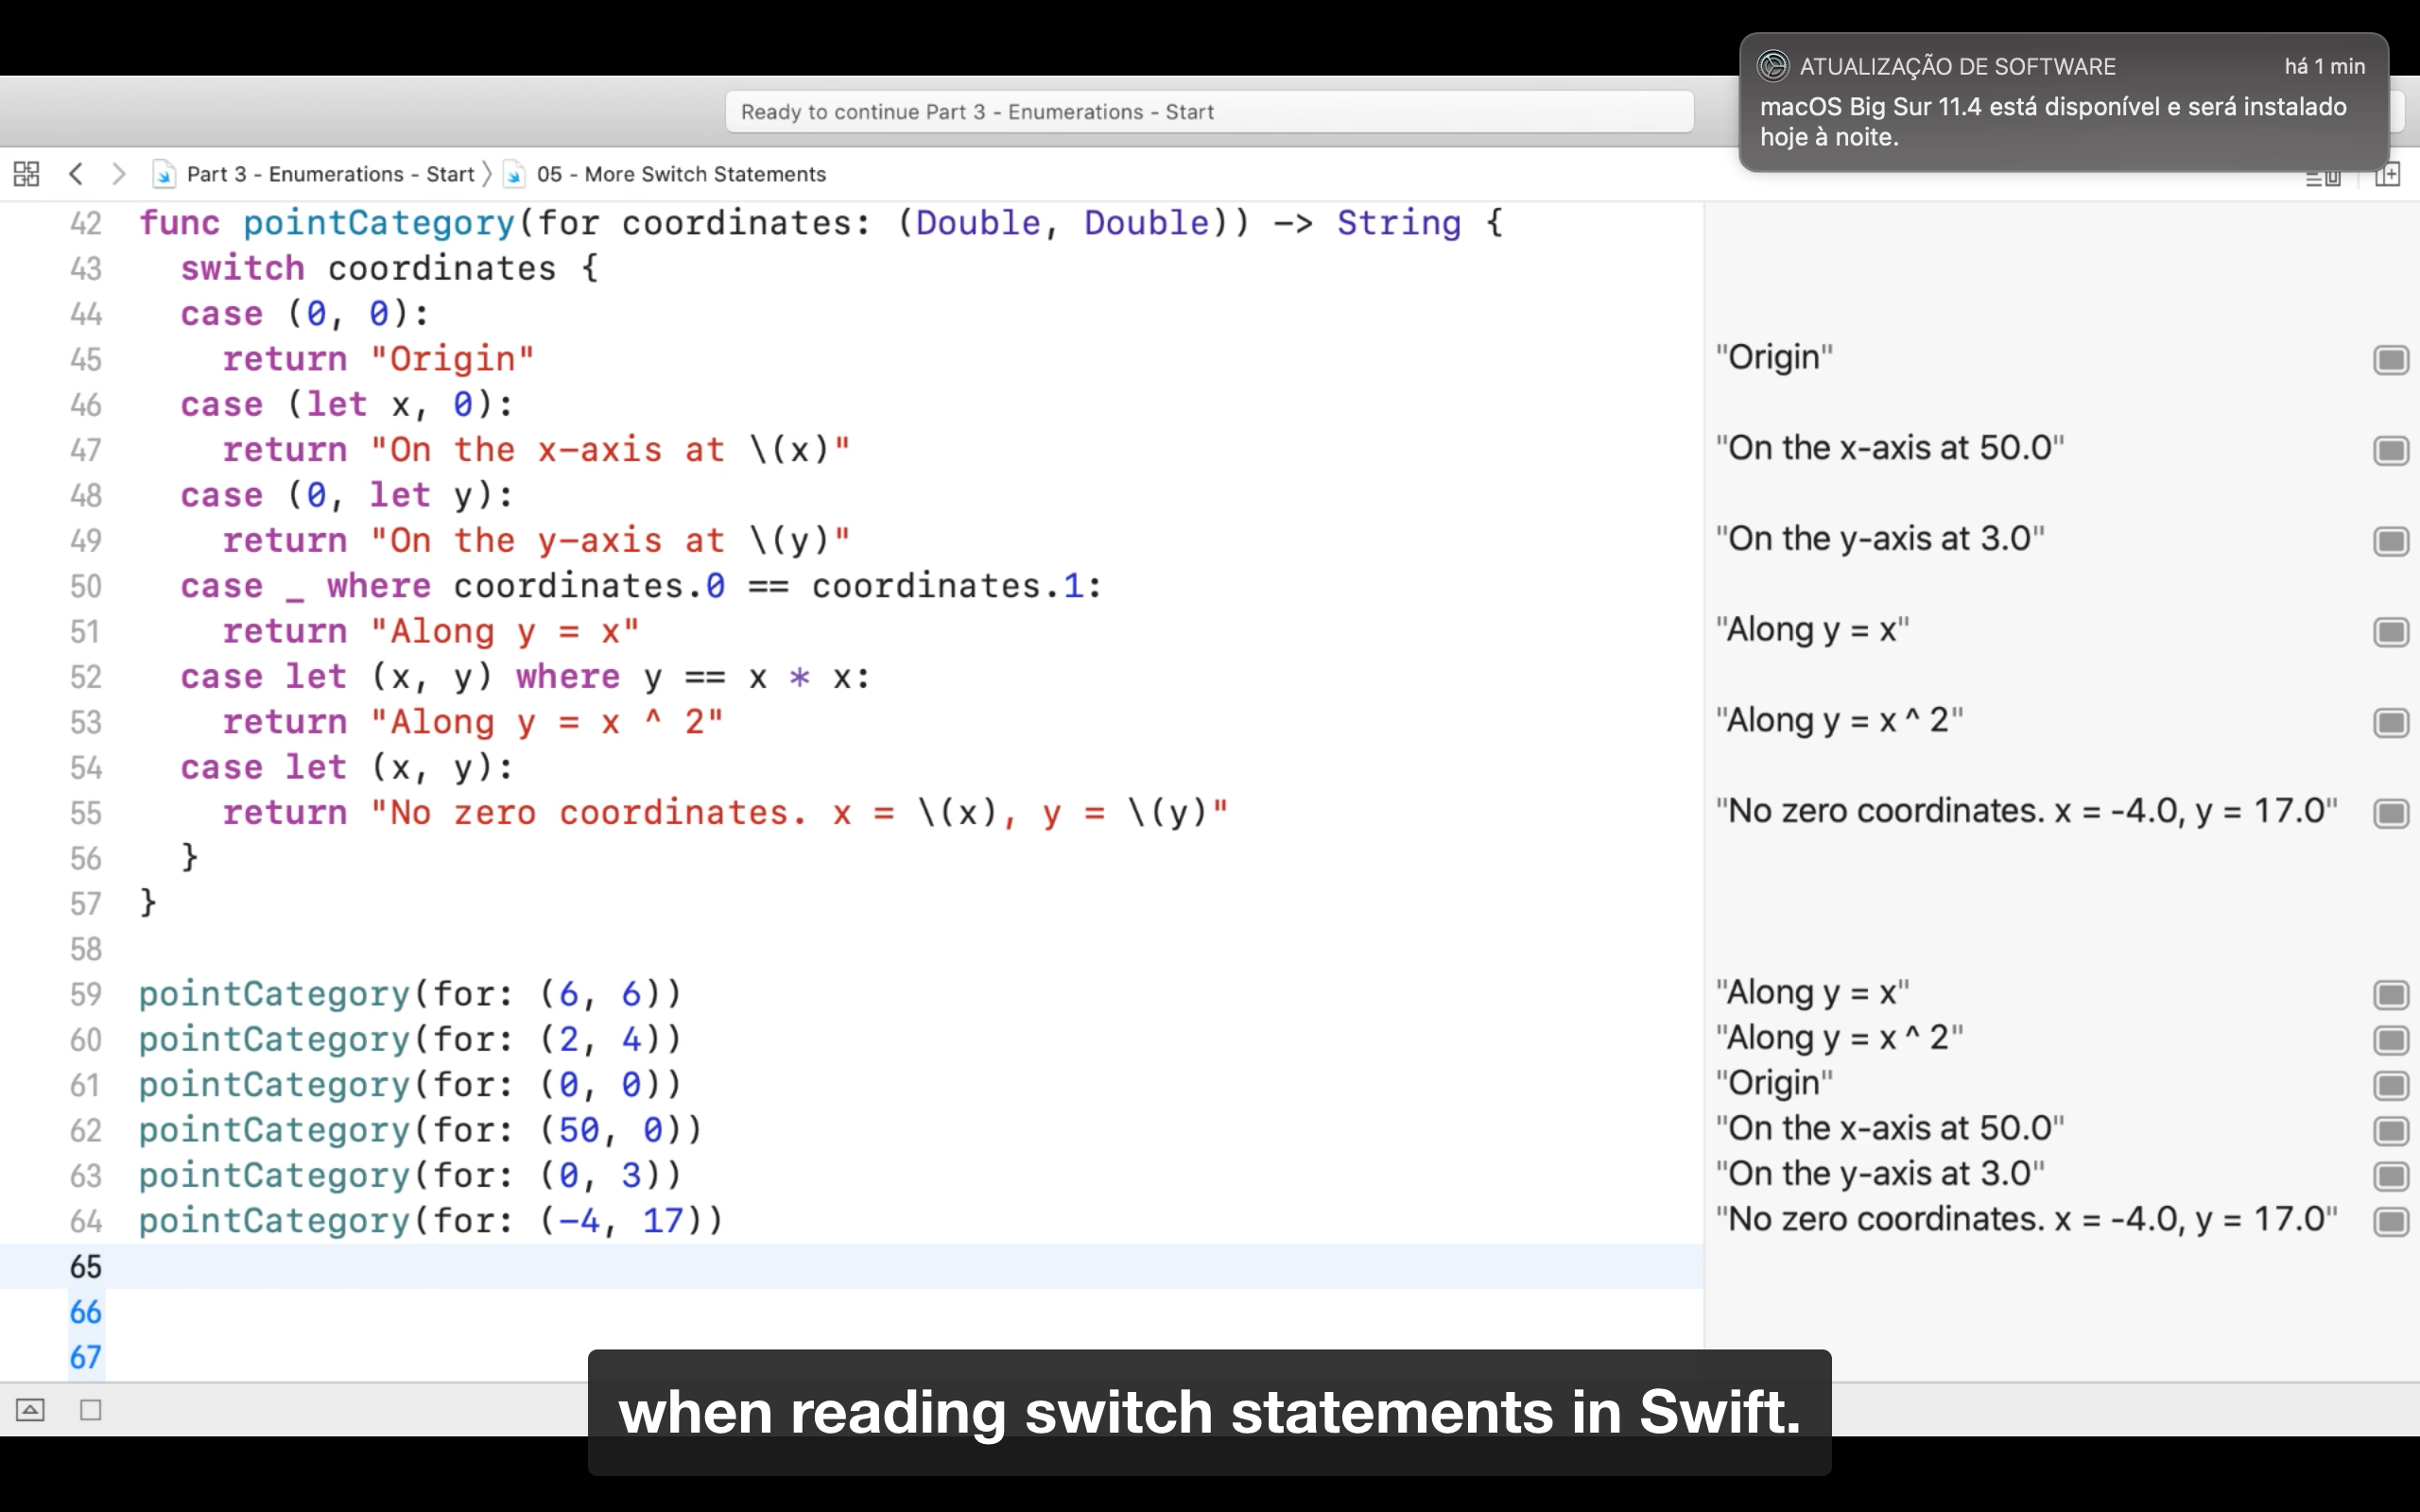 ATUALIZAÇÃO DE SOFTWARE há 1 min
macOS Big Sur 11.4 está disponível e será instalado
hoje à noite.
Ready to continue Part 3 - Enumerations - Start
Part 3 - Enumerations - Start 05 - More Switch Statements
42 func pointCategory(for coordinates: (Double, Double)) -> String {
43 switch coordinates {
44 case (0, 0):
45 return "Origin" "Origin"
46 case (let x, 0):
47 return "On the x-axis at \(x)" "On the x-axis at 50.0"
48 case (0, let y):
49 return "On the y-axis at \(y)" "On the y-axis at 3.0"
50 case _ where coordinates.0 == coordinates.1:
51 return "Along y = x" "Along y = x"
52 case let (x, y) where y == x * x:
53 return "Along y = x ^ 2" "Along y = x ^ 2"
54 case let (x, y):
55 return "No zero coordinates. x = \(x), y = \(y)" "No zero coordinates. x = -4.0, y = 17.0"
56 }
57 }
58
59 pointCategory(for: (6, 6)) "Along y = x"
60 pointCategory(for: (2, 4)) "Along y = x ^ 2"
61 pointCategory(for: (0, 0)) "Origin"
62 pointCategory(for: (50, 0)) "On the x-axis at 50.0"
63 pointCategory(for: (0, 3)) "On the y-axis at 3.0"
64 pointCategory(for: (-4, 17)) "No zero coordinates. x = -4.0, y = 17.0"
65
66
67
when reading switch statements in Swift.